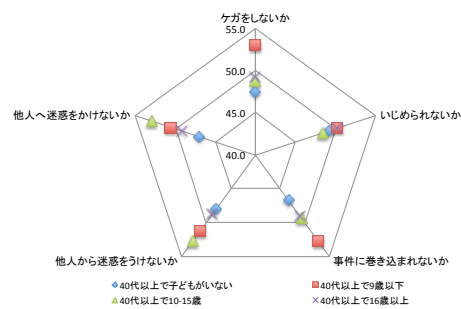 ケガをしないか
55.0
50.0
45.0
40.0
他人へ迷惑をかけないか
いじめられないか
他人から迷惑をうけないか
事件に巻き込まれないか
40代以上で子どもがいない
40代以上で9歳以下
40代以上で10-15歳
40代以上で16歳以上